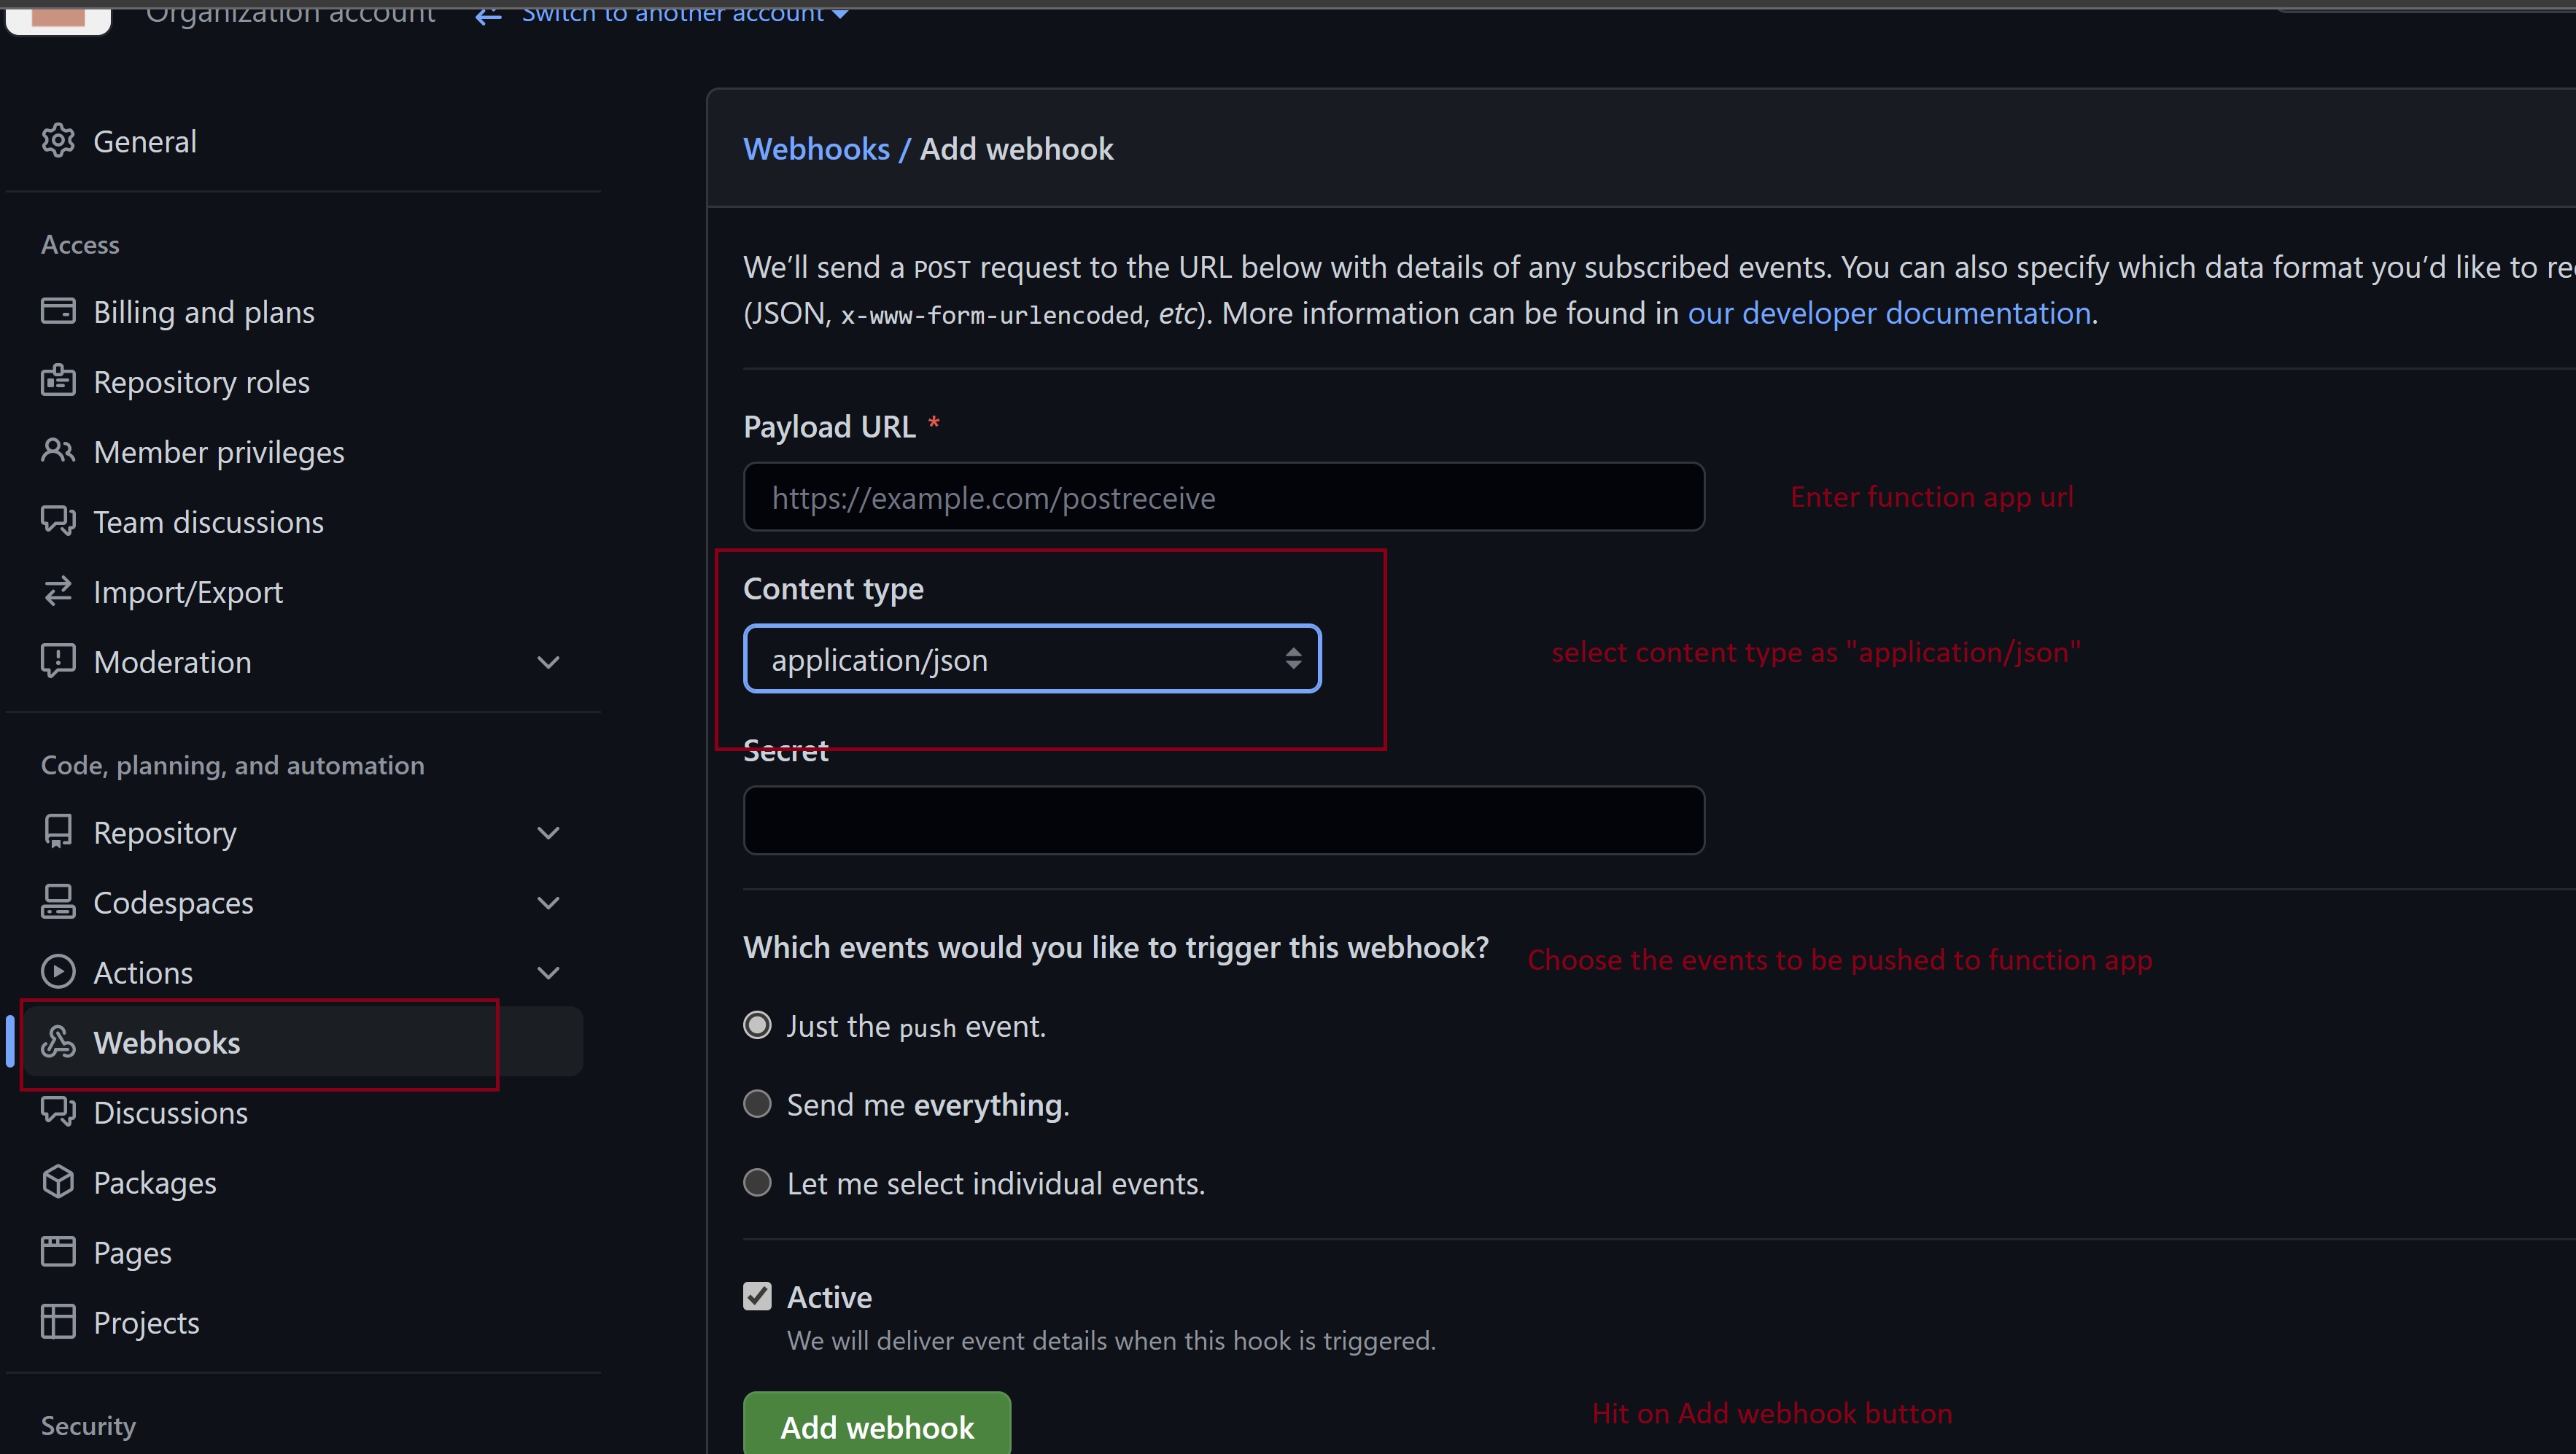 Organization account Switch to another account
General
Access
Billing and plans
Repository roles
Member privileges
Team discussions
Import/Export
Moderation
Code, planning, and automation
Repository
Codespaces
Actions
Webhooks
Discussions
Packages
Pages
Projects
Security
Webhooks / Add webhook
We’ll send a POST request to the URL below with details of any subscribed events. You can also specify which data format you’d like to
(JSON, x-www-form-urlencoded, etc). More information can be found in our developer documentation.
Payload URL *
https://example.com/postreceive
Enter function app url
Content type
application/json
select content type as "application/json"
Secret
Which events would you like to trigger this webhook?
Choose the events to be pushed to function app
Just the push event.
Send me everything.
Let me select individual events.
Active
We will deliver event details when this hook is triggered.
Add webhook
Hit on Add webhook button